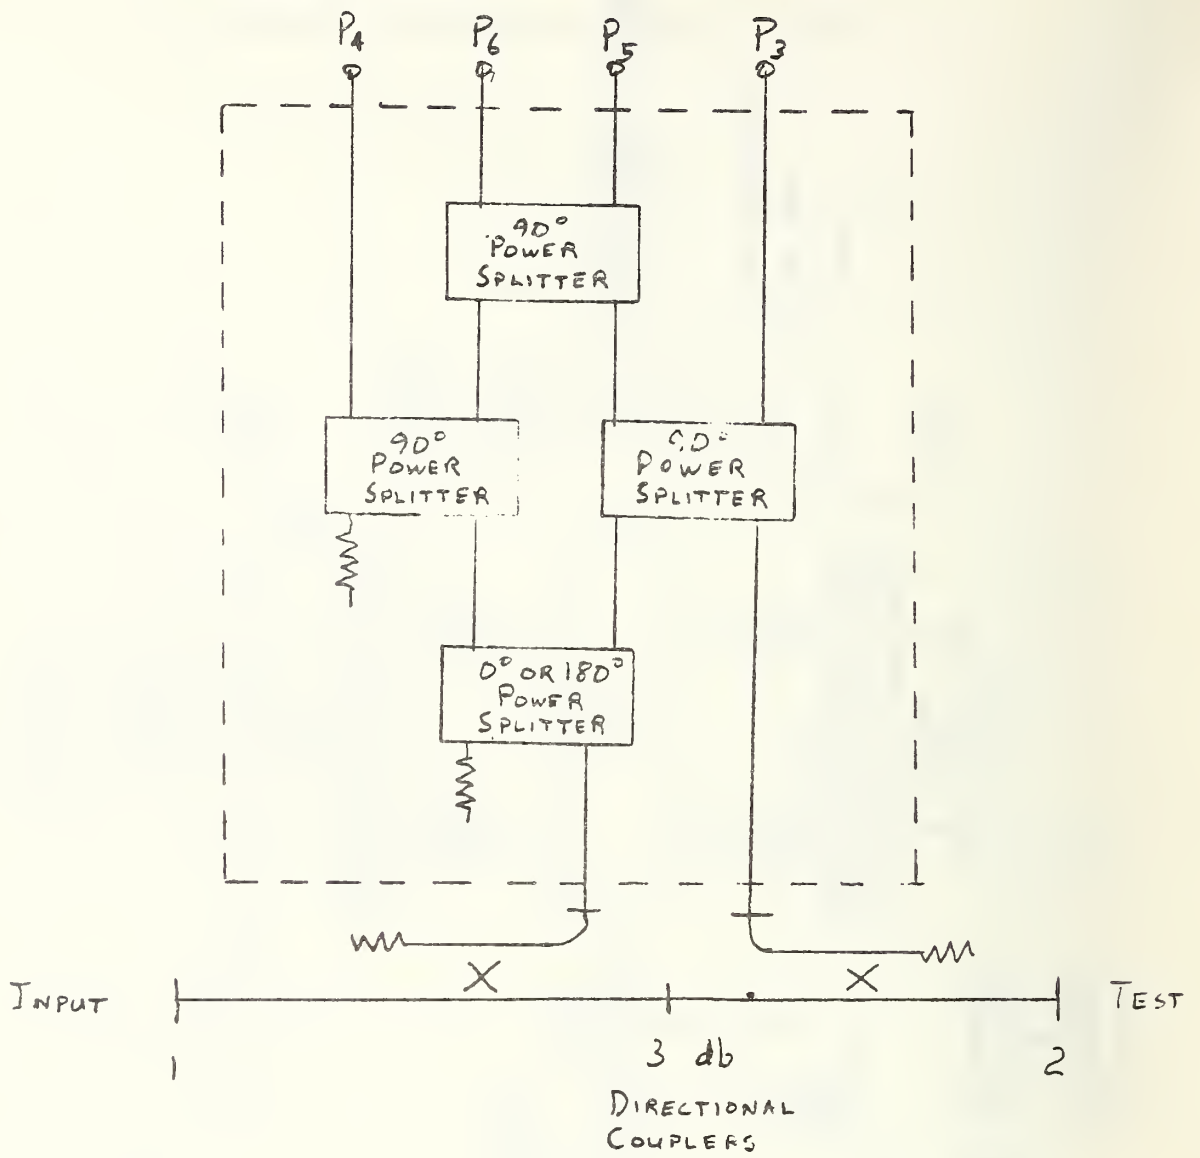 P4
P6
P5
P3
90°
POWER
SPLITTER
90°
POWER
SPLITTER
90°
POWER
SPLITTER
0° OR 180°
POWER
SPLITTER
X
X
INPUT
TEST
1
3 db
2
DIRECTIONAL
COUPLERS